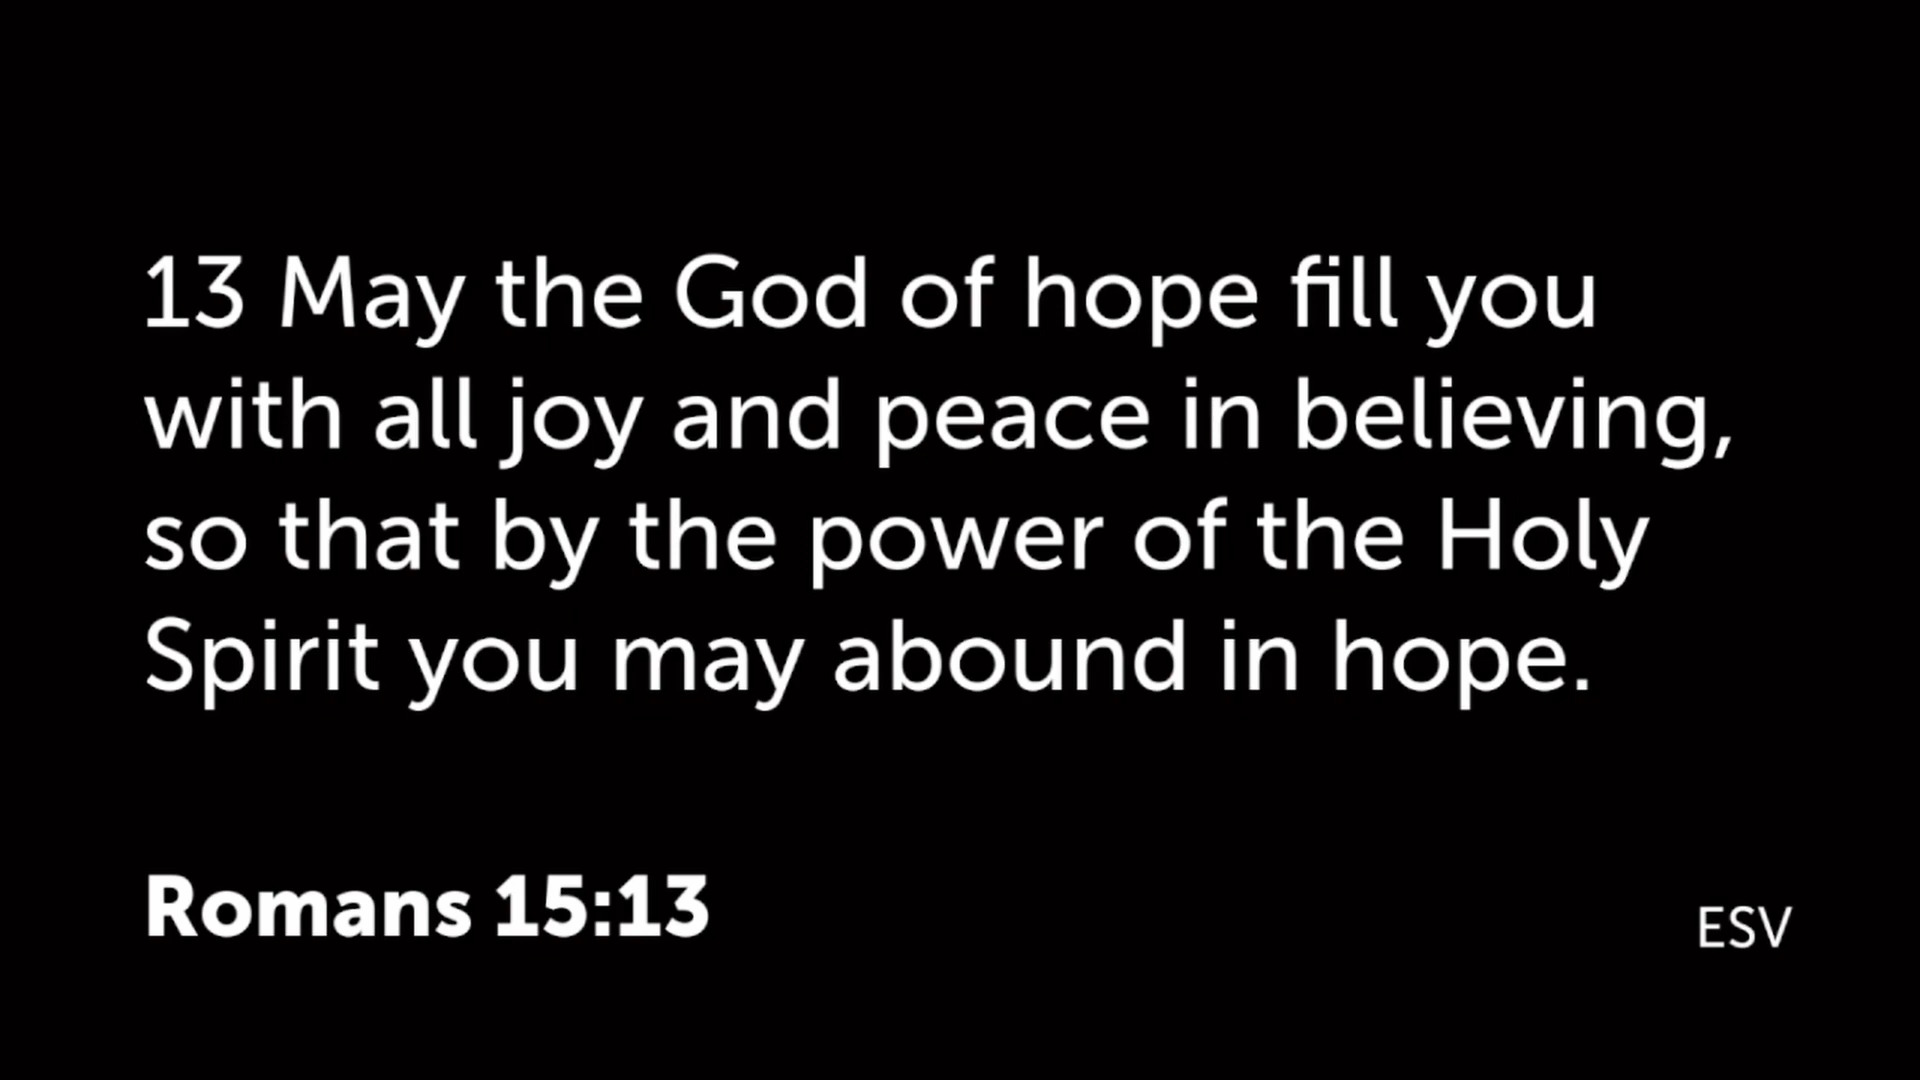 13 May the God of hope fill you
with all joy and peace in believing,
so that by the power of the Holy
Spirit you may abound in hope.
Romans 15:13
ESV